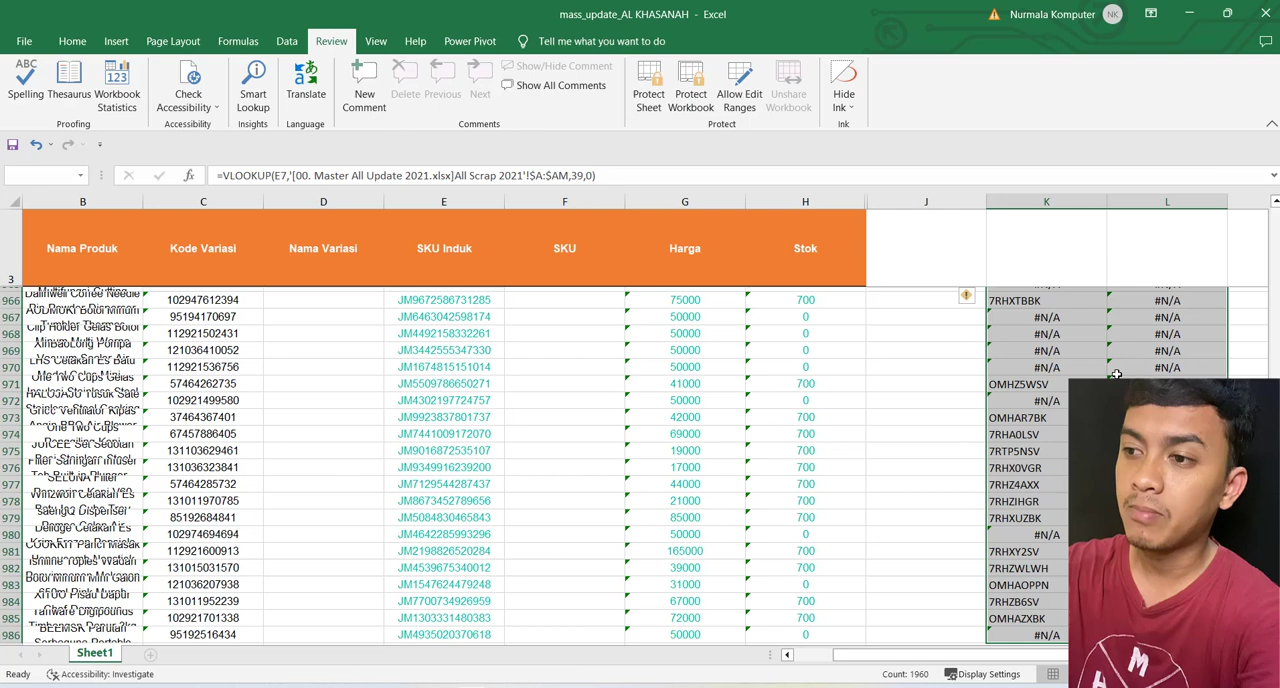 mass_update_AL KHASANAH - Excel
Nurmala Komputer NK
File Home Insert Page Layout Formulas Data Review View Help Power Pivot Tell me what you want to do
ABC
123
Spelling Thesaurus Workbook Statistics
Check Accessibility
Smart Lookup
Translate
New Comment
Delete Previous Next
Show/Hide Comment
Show All Comments
Protect Sheet
Protect Workbook
Allow Edit Ranges
Unshare Workbook
Hide Ink
Proofing Accessibility Insights Language Comments Protect Ink
fx =VLOOKUP(E7,'[00. Master All Update 2021.xlsx]All Scrap 2021'!$A:$AM,39,0)
B C D E F G H J K L
3 Nama Produk Kode Variasi Nama Variasi SKU Induk SKU Harga Stok
966 102947612394 JM9672586731285 75000 700 7RHXTBBK #N/A
967 95194170697 JM6463042598174 50000 0 #N/A #N/A
968 112921502431 JM4492158332261 50000 0 #N/A #N/A
969 121036410052 JM3442555347330 50000 0 #N/A #N/A
970 112921536756 JM1674815151014 50000 0 #N/A #N/A
971 57464262735 JM5509786650271 41000 700 OMHZ5WSV
972 102921499580 JM4302197724757 50000 0 #N/A
973 37464367401 JM9923837801737 42000 700 OMHAR7BK
974 67457886405 JM7441009172070 69000 700 7RHA0LSV
975 131103629461 JM9016872535107 19000 700 7RTP5NSV
976 131036323841 JM9349916239200 17000 700 7RHX0VGR
977 57464285732 JM7129544287437 44000 700 7RHZ4AXX
978 131011970785 JM8673452789656 21000 700 7RHZIHGR
979 85192684841 JM5084830465843 85000 700 7RHXUZBK
980 102974694694 JM4642285993296 50000 0 #N/A
981 112921600913 JM2198826520284 165000 700 7RHXY2SV
982 131015031570 JM4539675340012 39000 700 7RHZWLWH
983 121036207938 JM1547624479248 31000 0 OMHAOPPN
984 131011952239 JM7700734926959 67000 700 7RHZB6SV
985 102921701338 JM1303331480383 72000 700 OMHAZXBK
986 95192516434 JM4935020370618 50000 0 #N/A
Sheet1
Ready Accessibility: Investigate Count: 1960 Display Settings
M